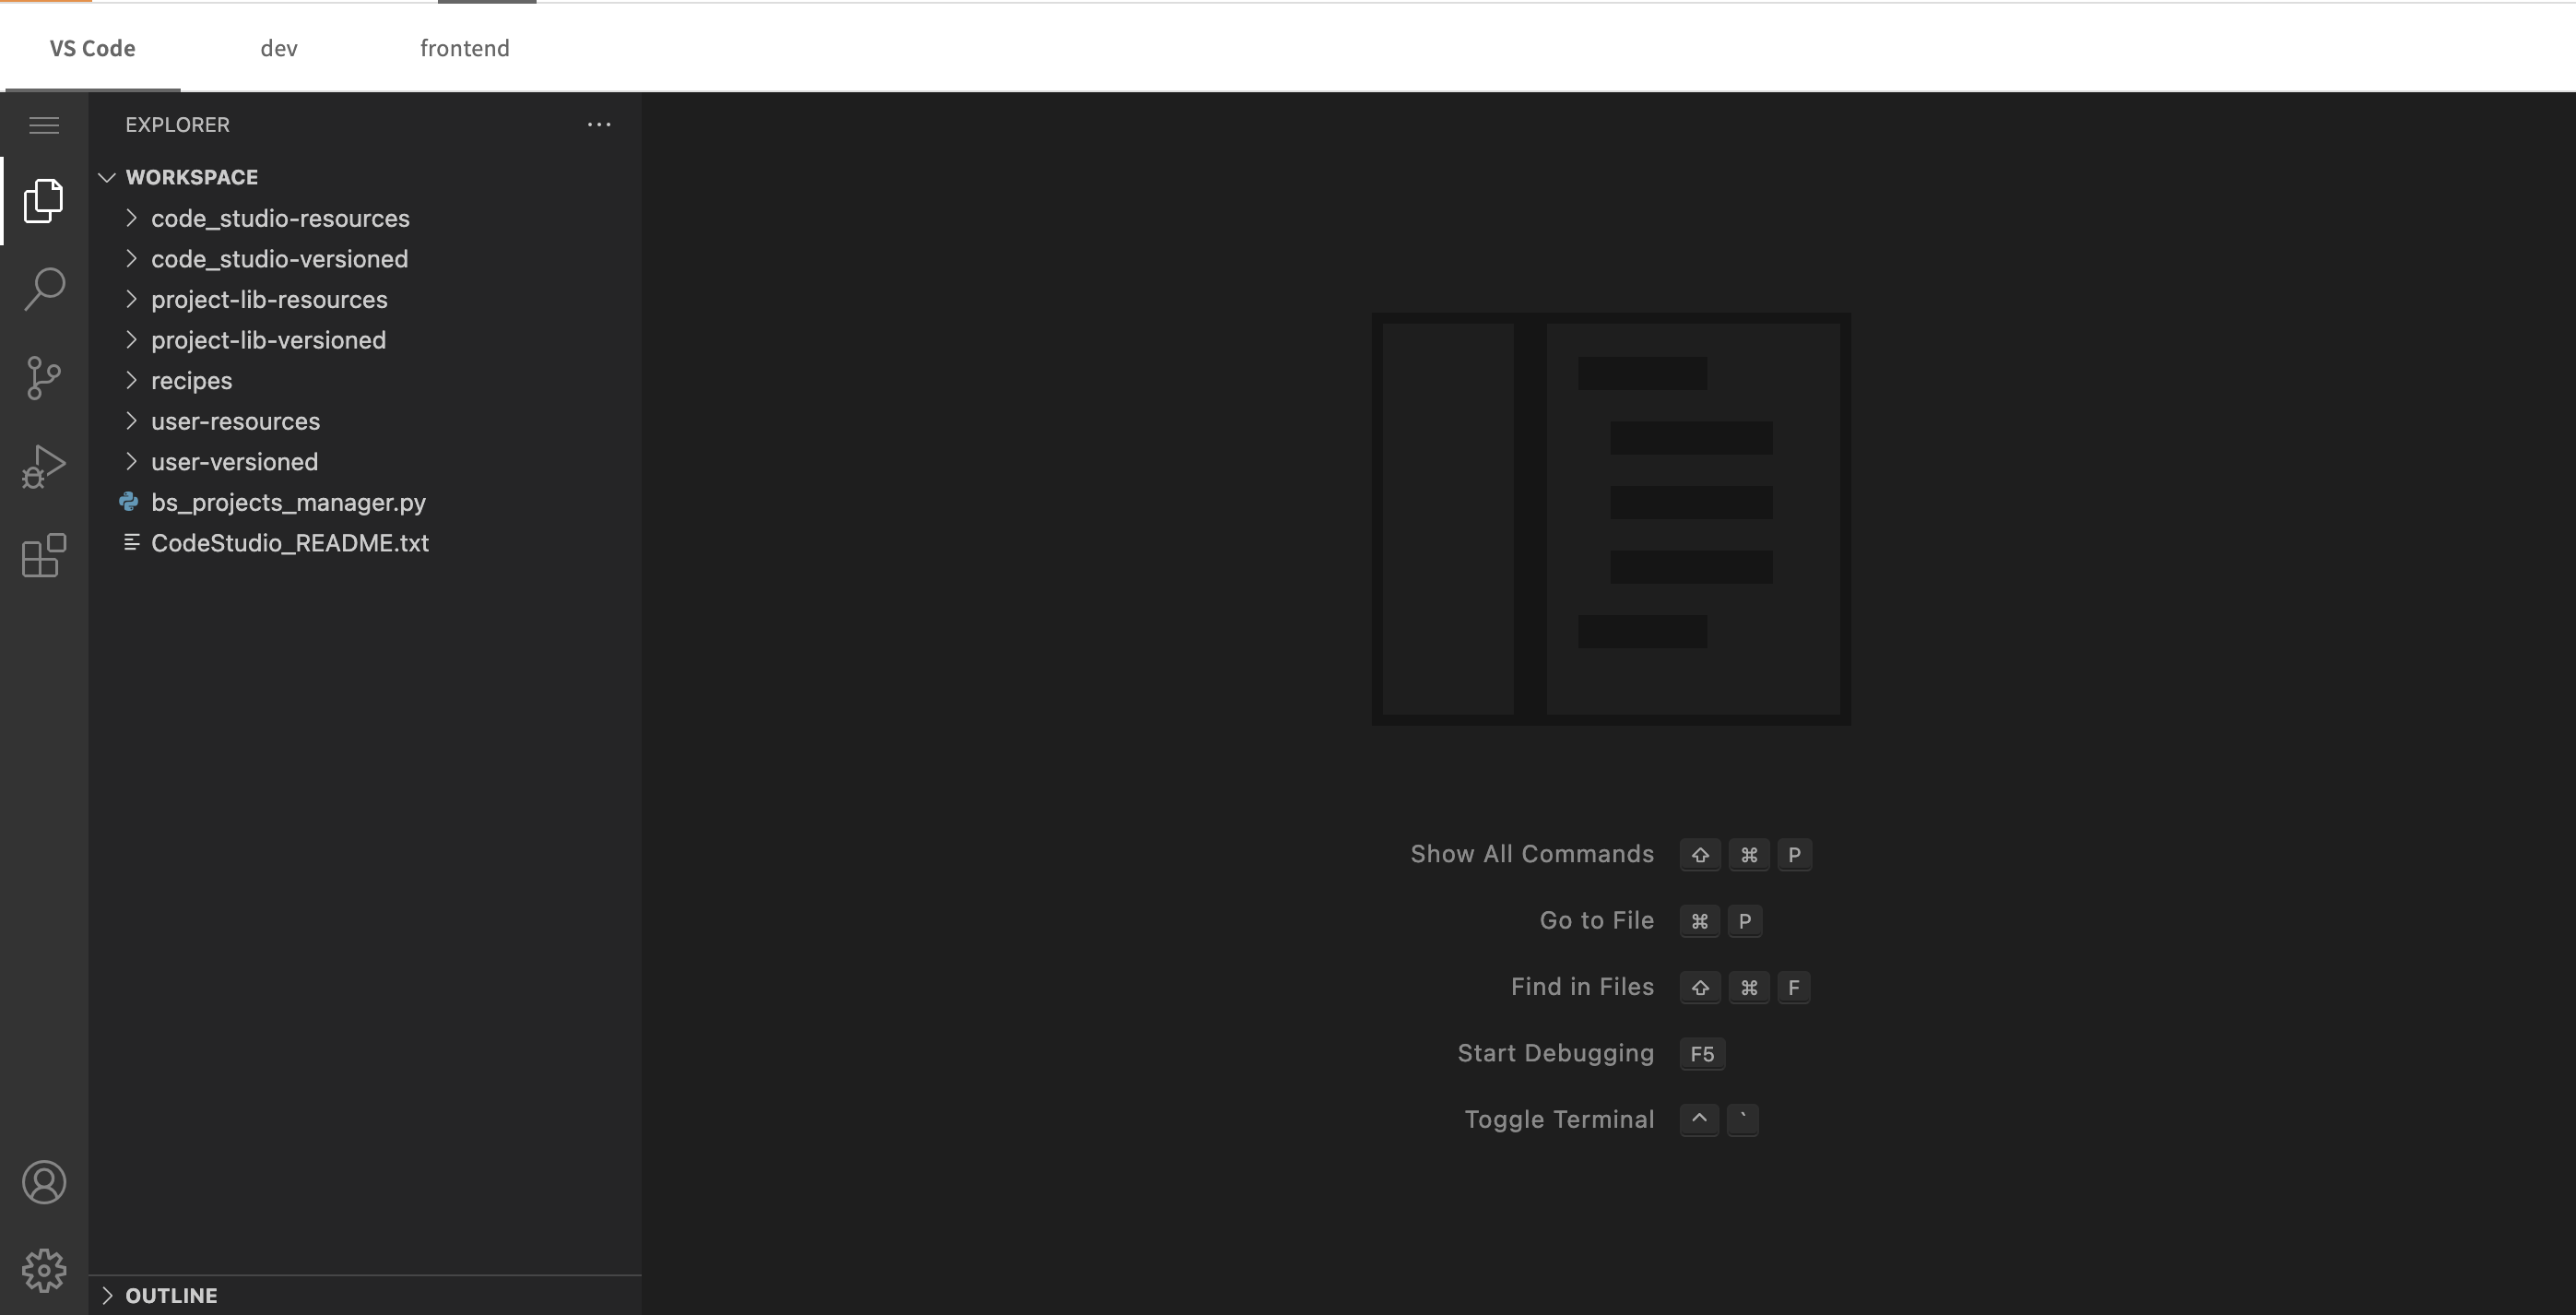 VS Code dev frontend
EXPLORER ···
WORKSPACE
code_studio-resources
code_studio-versioned
project-lib-resources
project-lib-versioned
recipes
user-resources
user-versioned
bs_projects_manager.py
CodeStudio_README.txt
OUTLINE
Show All Commands ⇧ ⌘ P
Go to File ⌘ P
Find in Files ⇧ ⌘ F
Start Debugging F5
Toggle Terminal ^ `